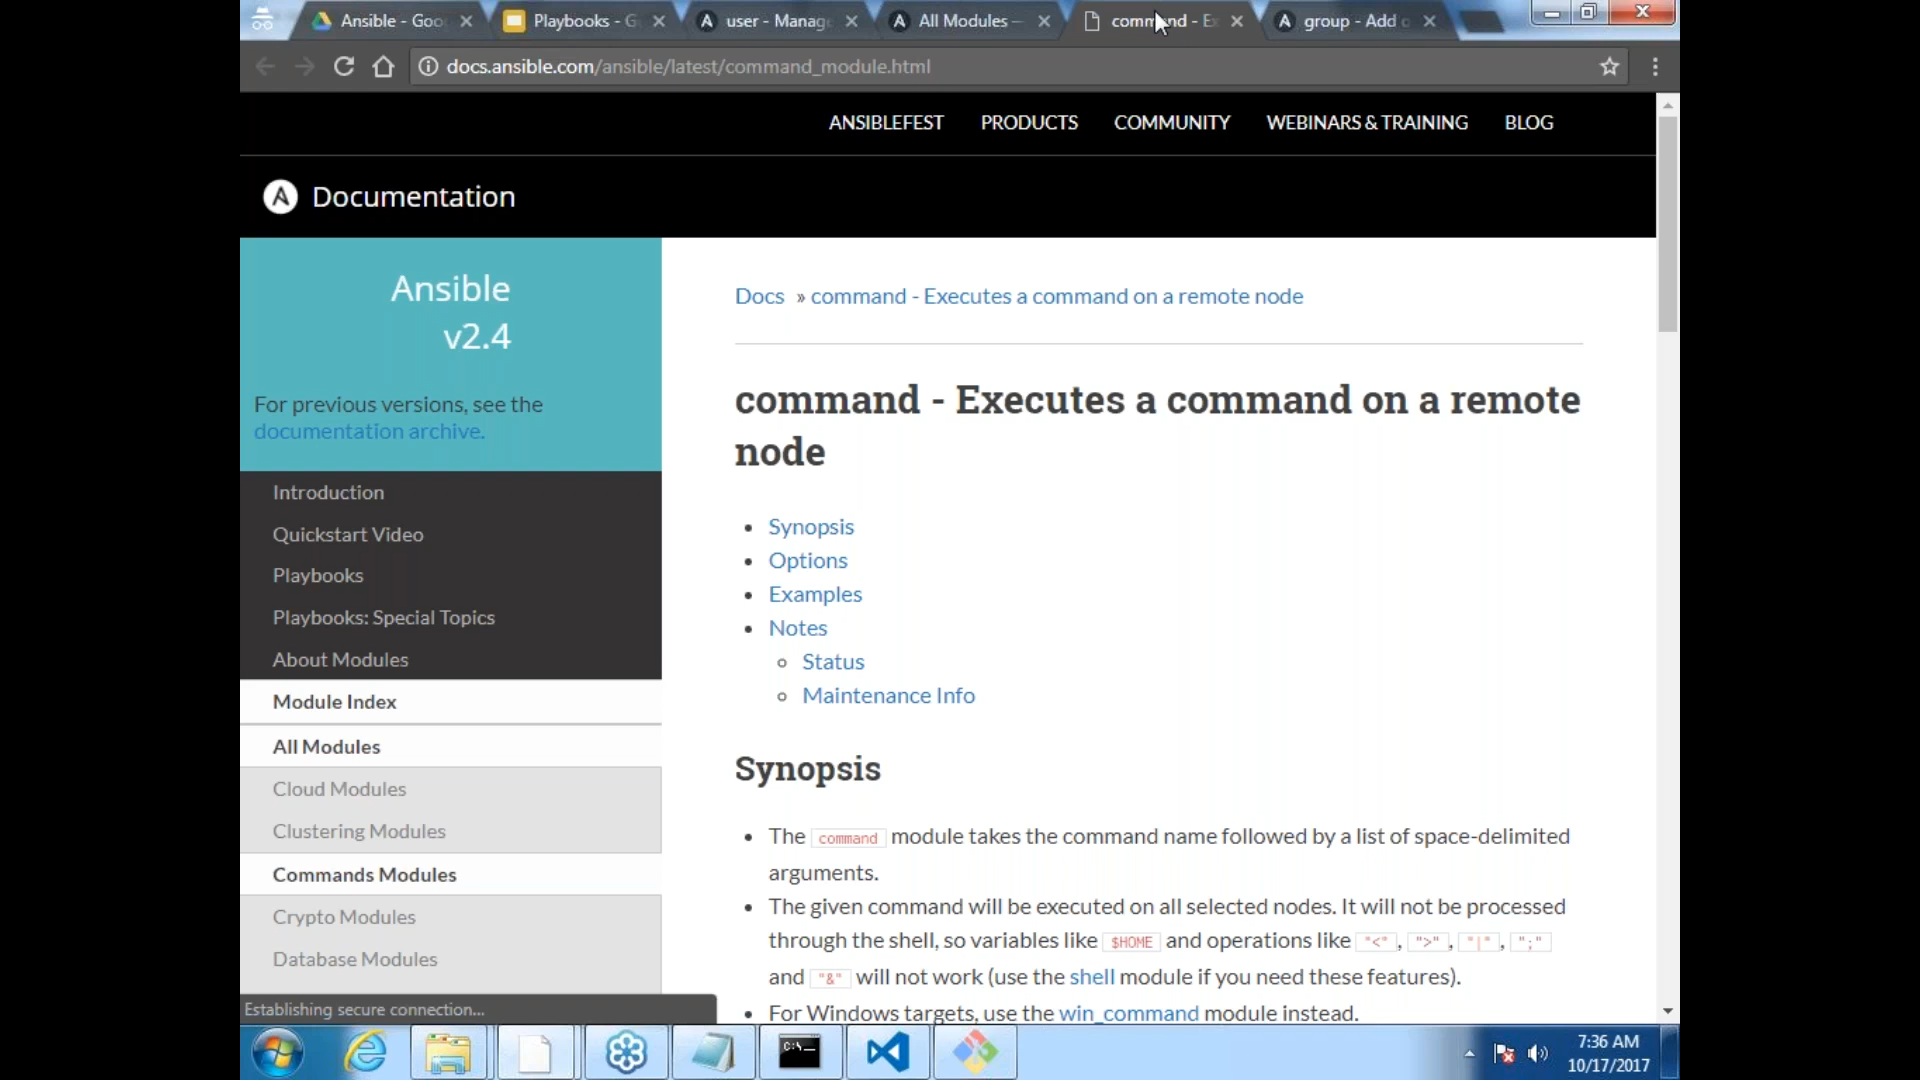 Ansible - Goo
Playbooks - G
user - Manag
All Modules —
command - Ex
group - Add o
docs.ansible.com/ansible/latest/command_module.html
ANSIBLEFEST PRODUCTS COMMUNITY WEBINARS & TRAINING BLOG
Documentation
Ansible
v2.4
For previous versions, see the
documentation archive.
Introduction
Quickstart Video
Playbooks
Playbooks: Special Topics
About Modules
Module Index
All Modules
Cloud Modules
Clustering Modules
Commands Modules
Crypto Modules
Database Modules
Establishing secure connection...
Docs » command - Executes a command on a remote node
command - Executes a command on a remote
node
• Synopsis
• Options
• Examples
• Notes
◦ Status
◦ Maintenance Info
Synopsis
• The command module takes the command name followed by a list of space-delimited
arguments.
• The given command will be executed on all selected nodes. It will not be processed
through the shell, so variables like $HOME and operations like "<", ">", "|", ";"
and "&" will not work (use the shell module if you need these features).
• For Windows targets, use the win_command module instead.
C:\_
7:36 AM
10/17/2017